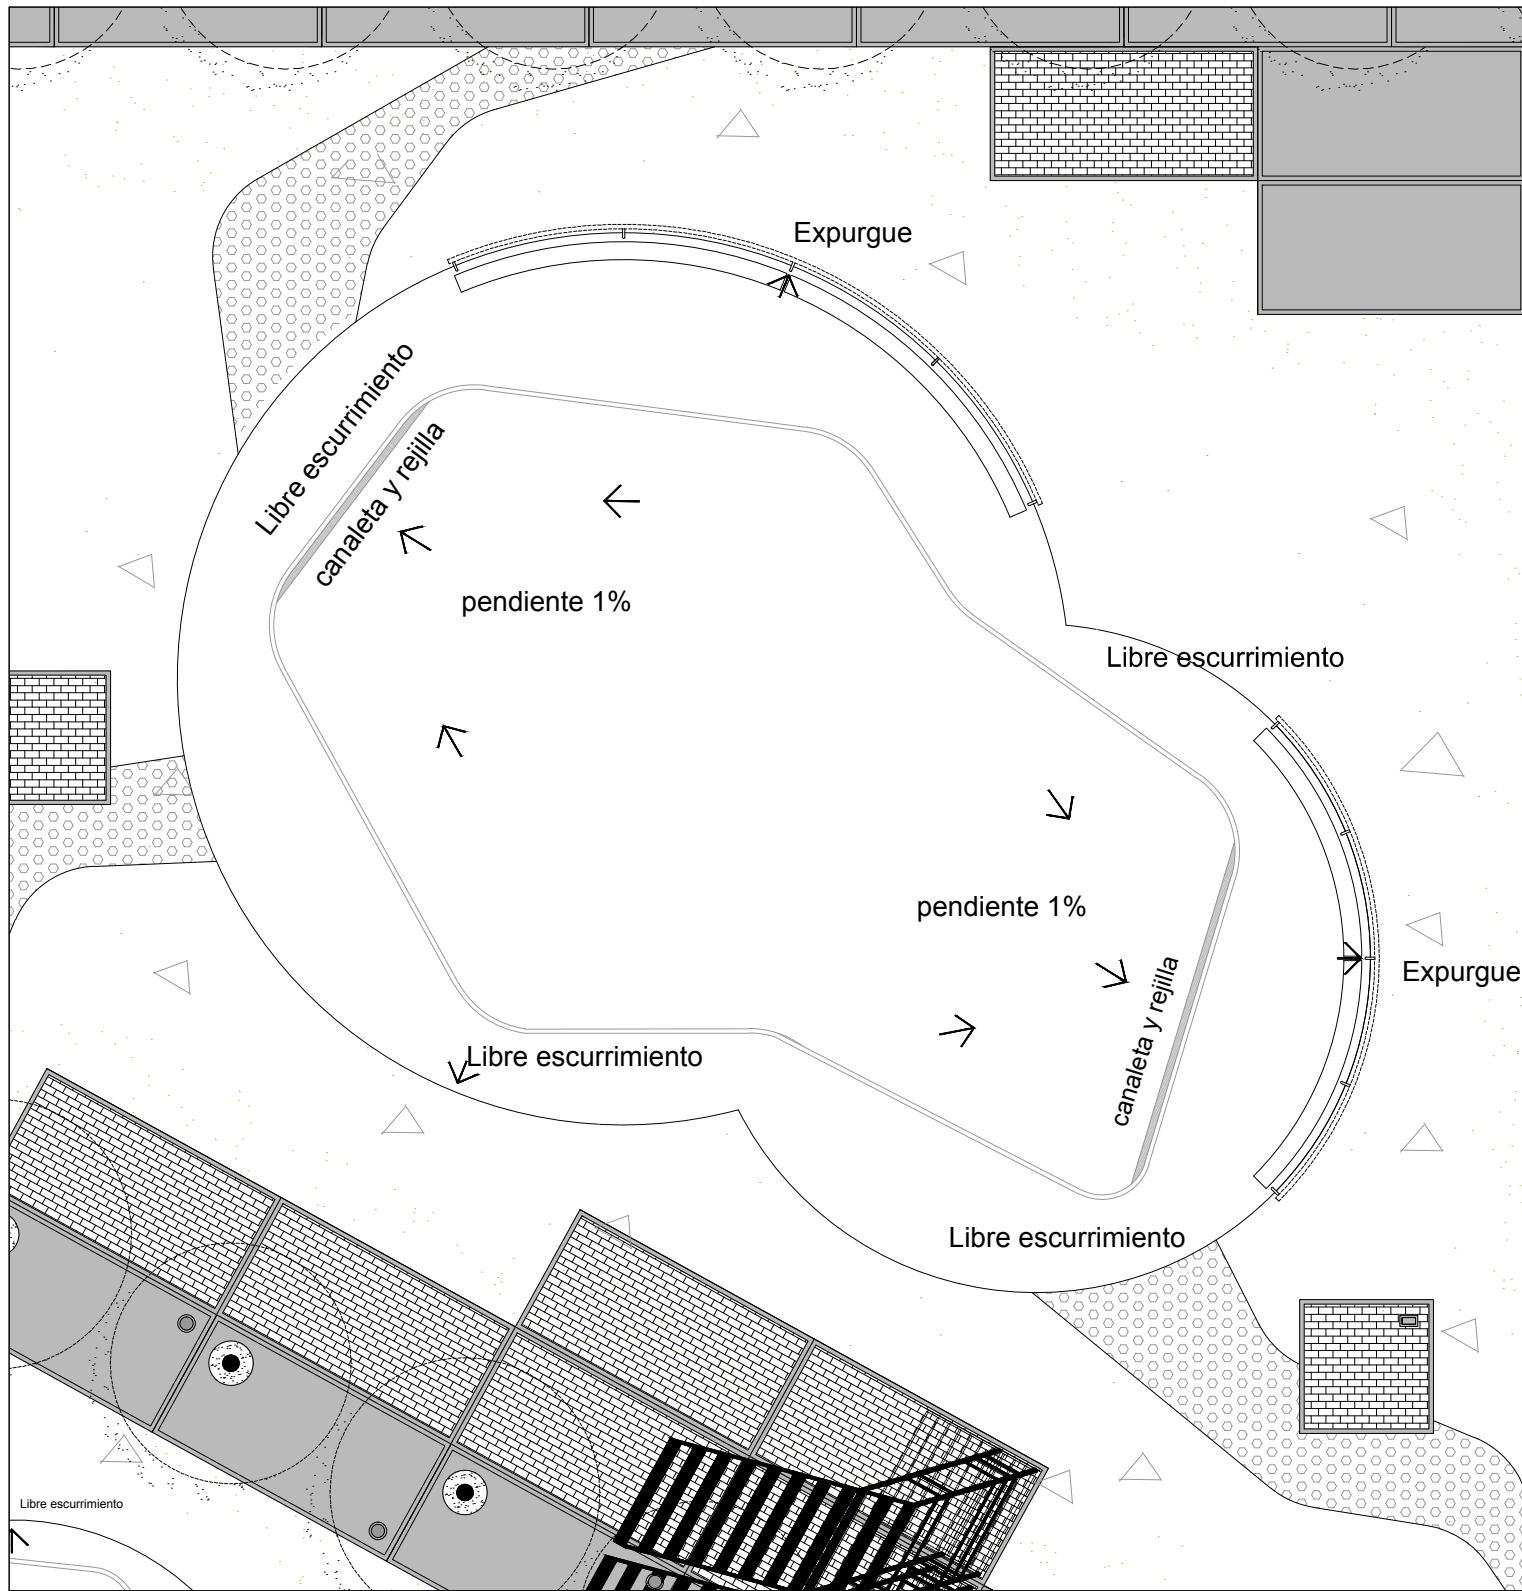 Expurgue
Libre escurrimiento
canaleta y rejilla
pendiente 1%
Libre escurrimiento
pendiente 1%
Expurgue
canaleta y rejilla
Libre escurrimiento
Libre escurrimiento
Libre escurrimiento